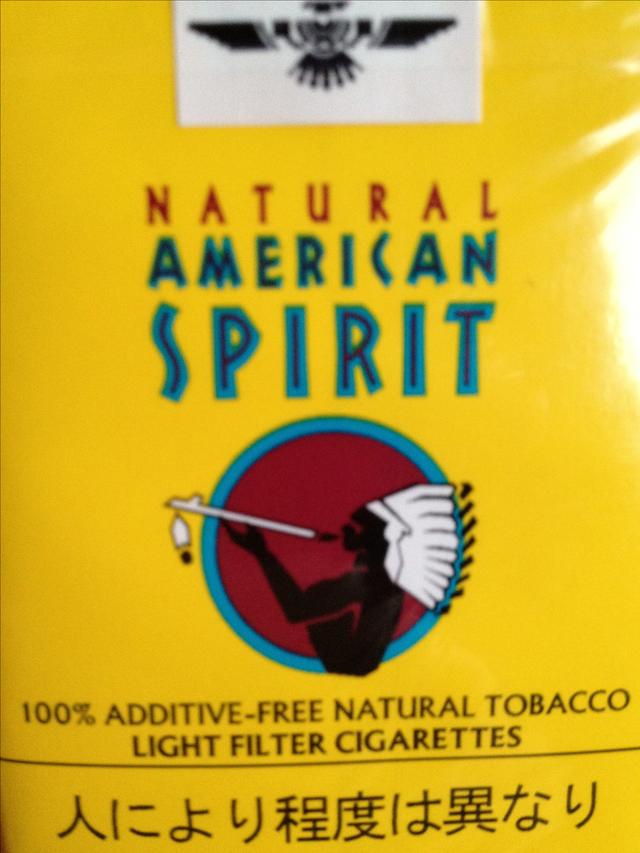 NATURAL
AMERICAN
SPIRIT
100% ADDITIVE-FREE NATURAL TOBACCO
LIGHT FILTER CIGARETTES
人により程度は異なり